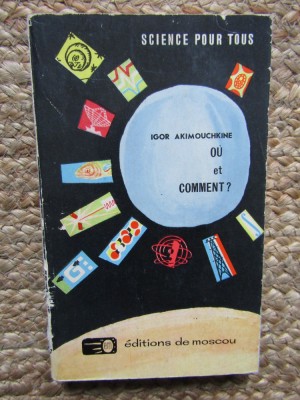 SCIENCE POUR TOUS
IGOR AKIMOUCHKINE
OÙ
et
COMMENT?
éditions de moscou